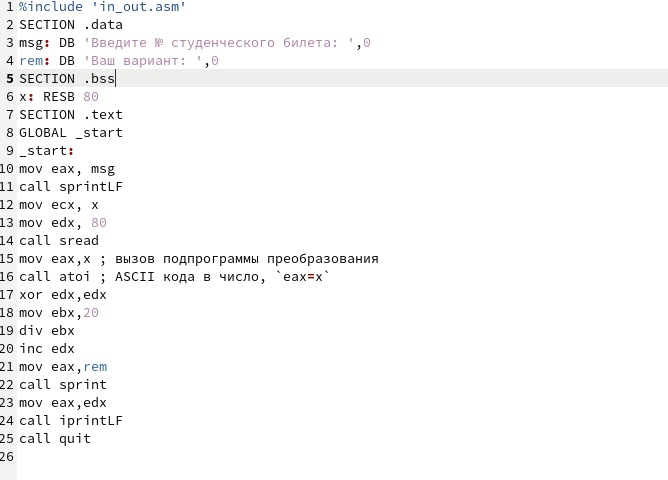 1 %include 'in_out.asm'
2 SECTION .data
3 msg: DB 'Введите № студенческого билета: ',0
4 rem: DB 'Ваш вариант: ',0
5 SECTION .bss
6 x: RESB 80
7 SECTION .text
8 GLOBAL _start
9 _start:
10 mov eax, msg
11 call sprintLF
12 mov ecx, x
13 mov edx, 80
14 call sread
15 mov eax,x ; вызов подпрограммы преобразования
16 call atoi ; ASCII кода в число, `eax=x`
17 xor edx,edx
18 mov ebx,20
19 div ebx
20 inc edx
21 mov eax,rem
22 call sprint
23 mov eax,edx
24 call iprintLF
25 call quit
26